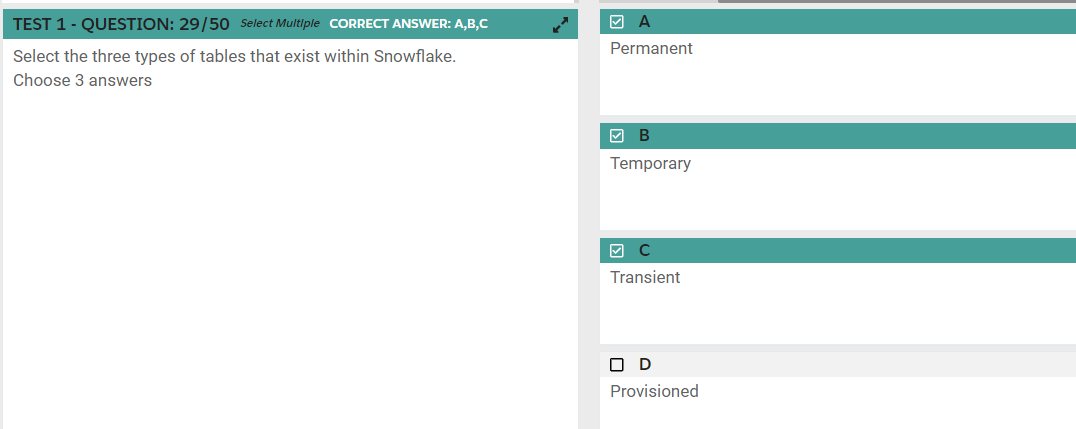 TEST 1 - QUESTION: 29/50 Select Multiple CORRECT ANSWER: A,B,C
Select the three types of tables that exist within Snowflake.
Choose 3 answers
A
Permanent
B
Temporary
C
Transient
D
Provisioned